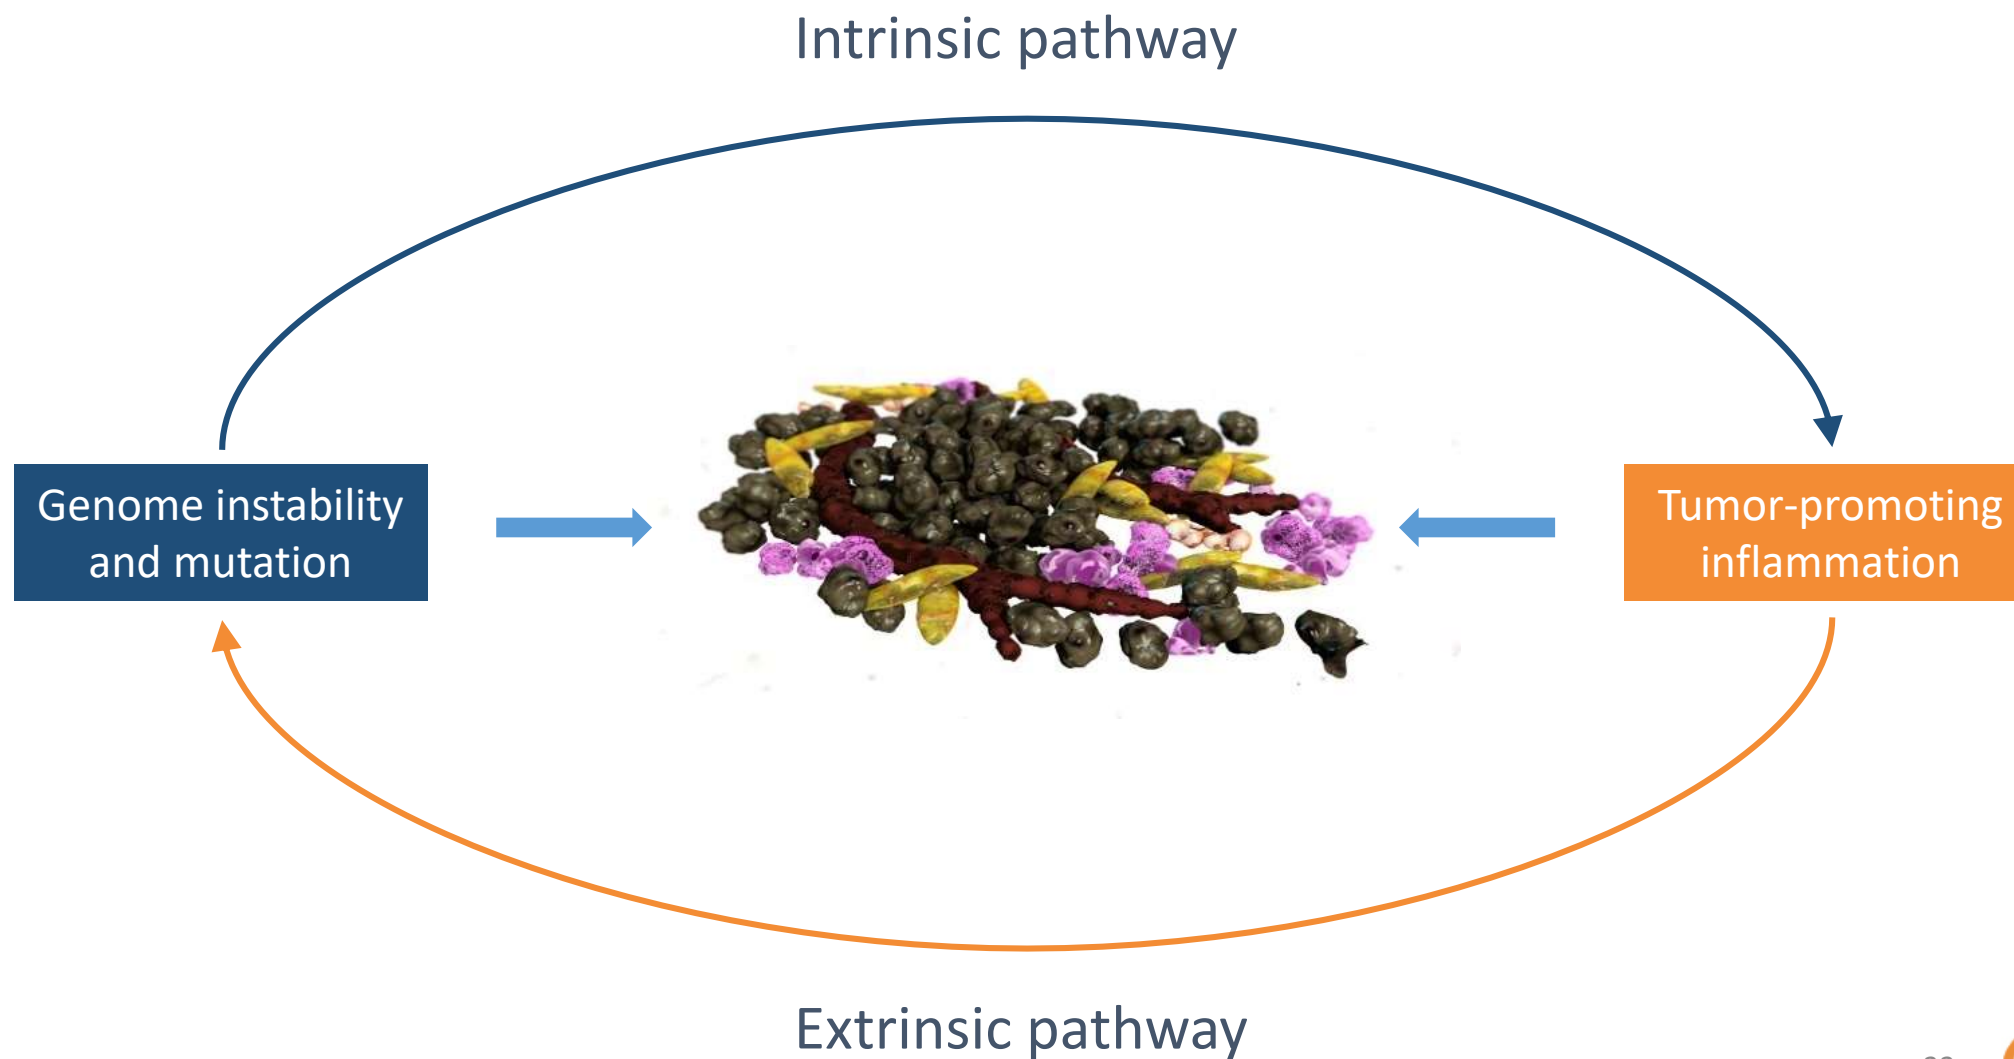 Intrinsic pathway
Genome instability
and mutation
Tumor-promoting
inflammation
Extrinsic pathway